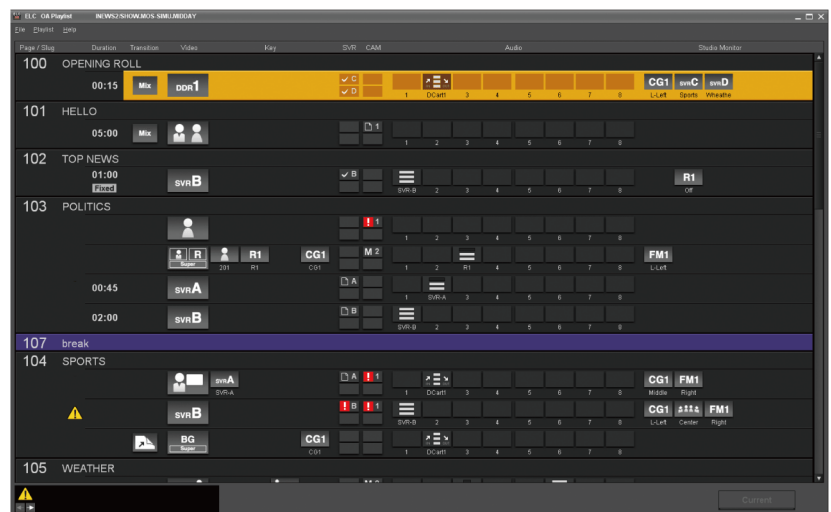 ELC OA Playlist INEWS2/SHOW.MOS-SIMU.MIDDAY
File Playlist Help
Page / Slug Duration Transition Video Key SVR CAM Audio Studio Monitor
100 OPENING ROLL
00:15 Mix DDR1 C D 1 DCart1 3 4 5 6 7 8 CG1 L-Left SVRC Sports SVRD Wheathe
101 HELLO
05:00 Mix 1 1 2 3 4 5 6 7 8
102 TOP NEWS
01:00 Fixed SVRB B SVR-B 2 3 4 5 6 7 8 R1 Off
103 POLITICS
! 1 1 2 3 4 5 6 7 8
R Super 201 R1 R1 CG1 CG1 M 2 1 2 R1 4 5 6 7 8 FM1 L-Left
00:45 SVRA A 1 SVR-A 3 4 5 6 7 8
02:00 SVRB B SVR-B 2 3 4 5 6 7 8
107 break
104 SPORTS
SVRA SVR-A A ! 1 1 DCart1 3 4 5 6 7 8 CG1 Middle FM1 Right
! SVRB ! B ! 1 SVR-B 2 3 4 5 6 7 8 CG1 L-Left Center FM1 Right
BG Super CG1 CG1 1 DCart1 3 4 5 6 7 8
105 WEATHER
! Current